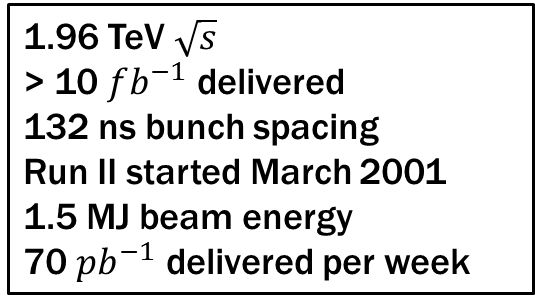 1.96 TeV √s
> 10 fb⁻¹ delivered
132 ns bunch spacing
Run II started March 2001
1.5 MJ beam energy
70 pb⁻¹ delivered per week